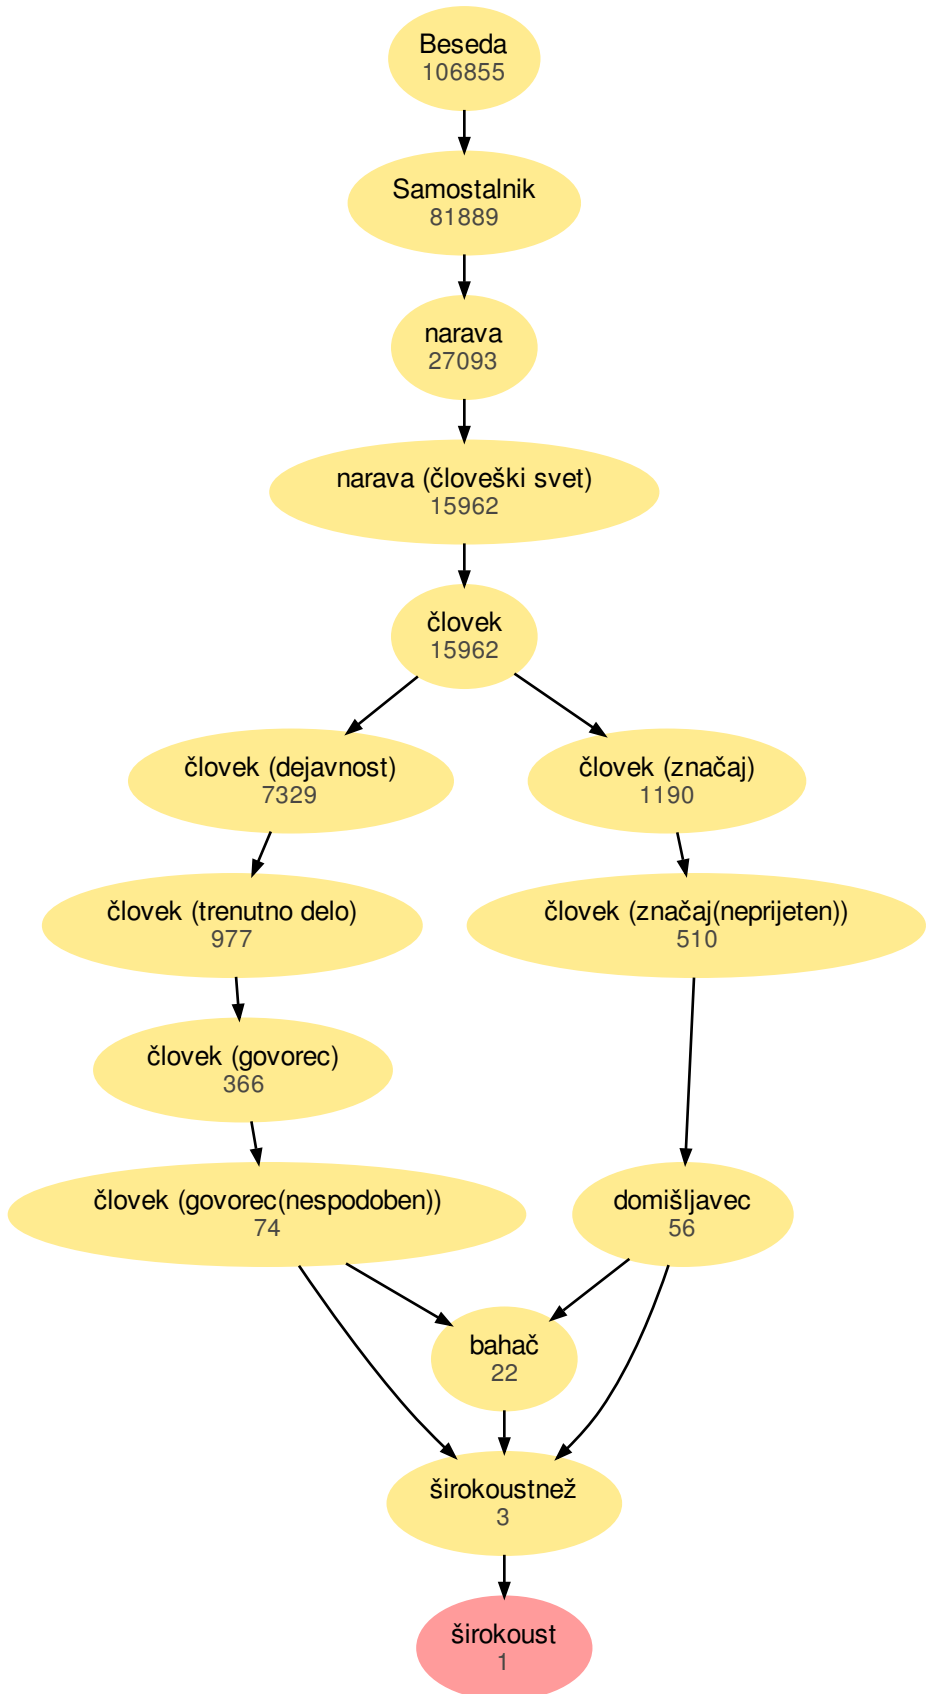 Beseda
106855
Samostalnik
81889
narava
27093
narava (človeški svet)
15962
človek
15962
človek (dejavnost)
7329
človek (značaj)
1190
človek (trenutno delo)
977
človek (značaj(neprijeten))
510
človek (govorec)
366
človek (govorec(nespodoben))
74
domišljavec
56
bahač
22
širokoustnež
3
širokoust
1